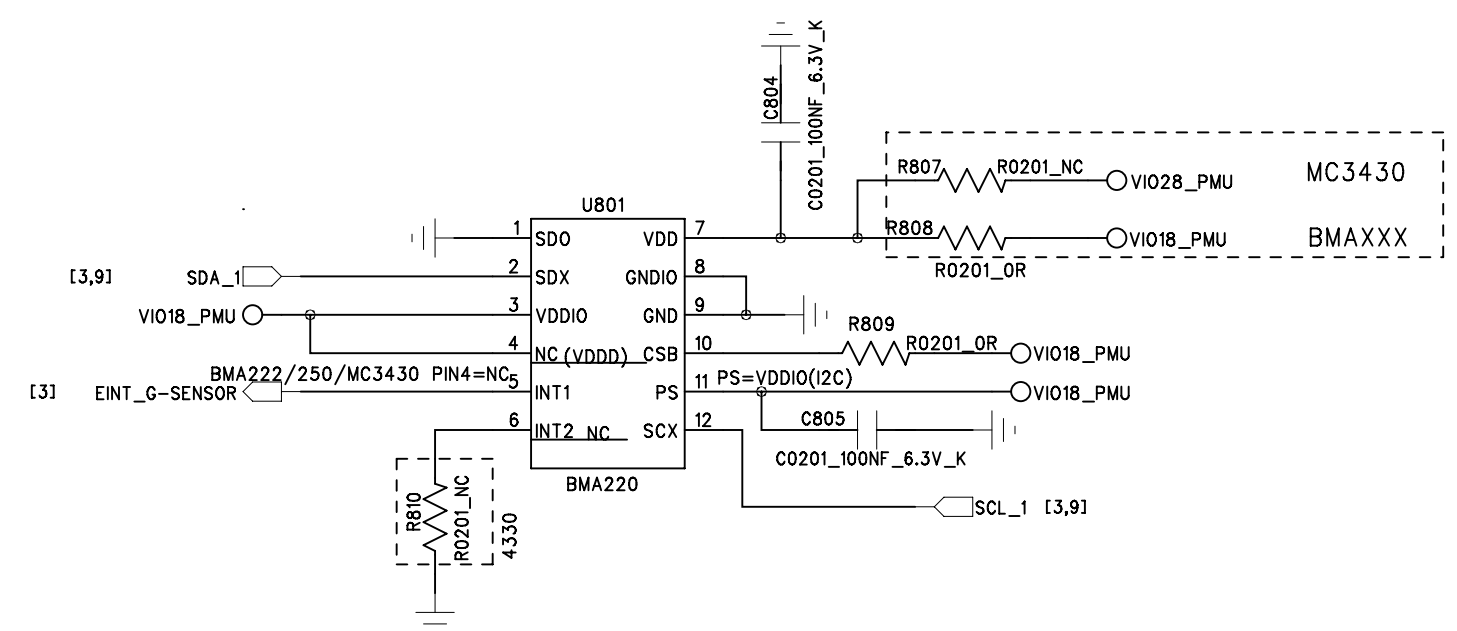 C804
C0201_100NF_6.3V_K
R807
R0201_NC
VIO28_PMU
MC3430
U801
1
SDO
VDD
7
R808
VIO18_PMU
BMAXXX
R0201_0R
[3,9]
SDA_1
2
SDX
GNDIO
8
VIO18_PMU
3
VDDIO
GND
9
R809
4
NC(VDDD)
CSB
10
R0201_0R
VIO18_PMU
BMA222/250/MC3430 PIN4=NC
[3]
EINT_G-SENSOR
5
INT1
PS
11
PS=VDDIO(I2C)
VIO18_PMU
6
INT2 NC
SCX
12
C805
C0201_100NF_6.3V_K
BMA220
R810
R0201_NC
4330
SCL_1 [3,9]